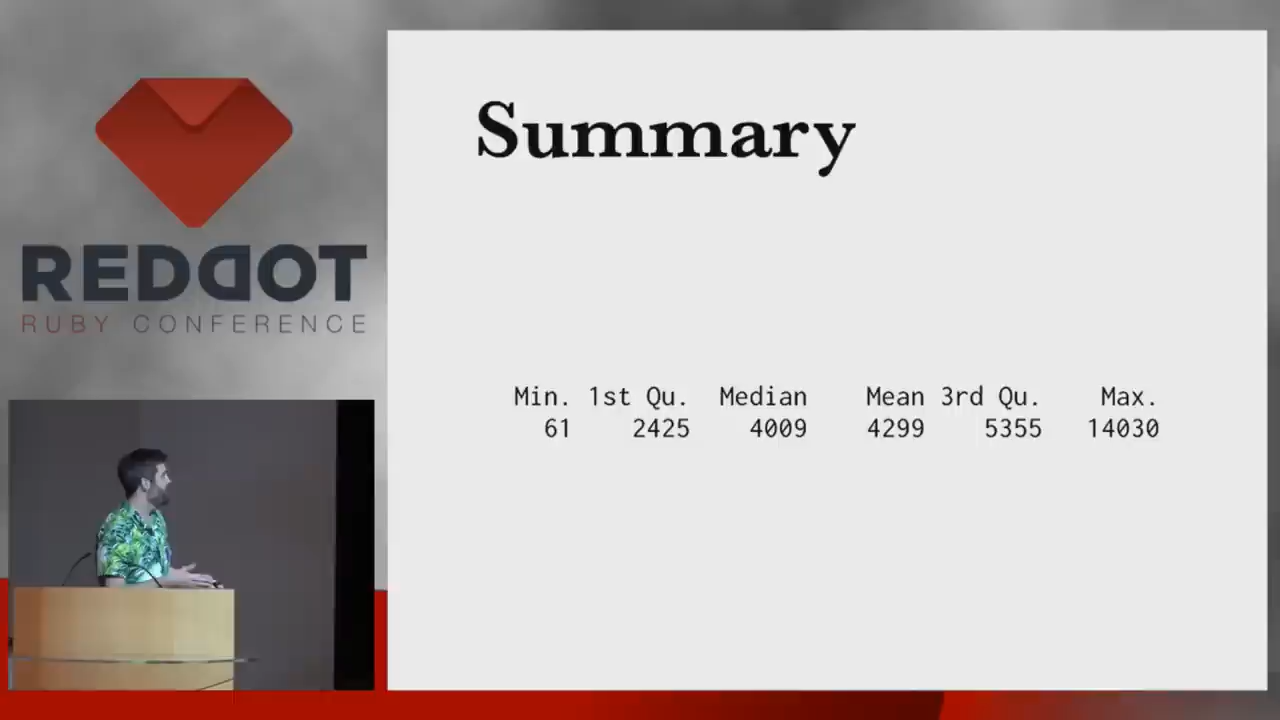 REDDOT
RUBY CONFERENCE
Summary
Min. 1st Qu. Median Mean 3rd Qu. Max.
61 2425 4009 4299 5355 14030